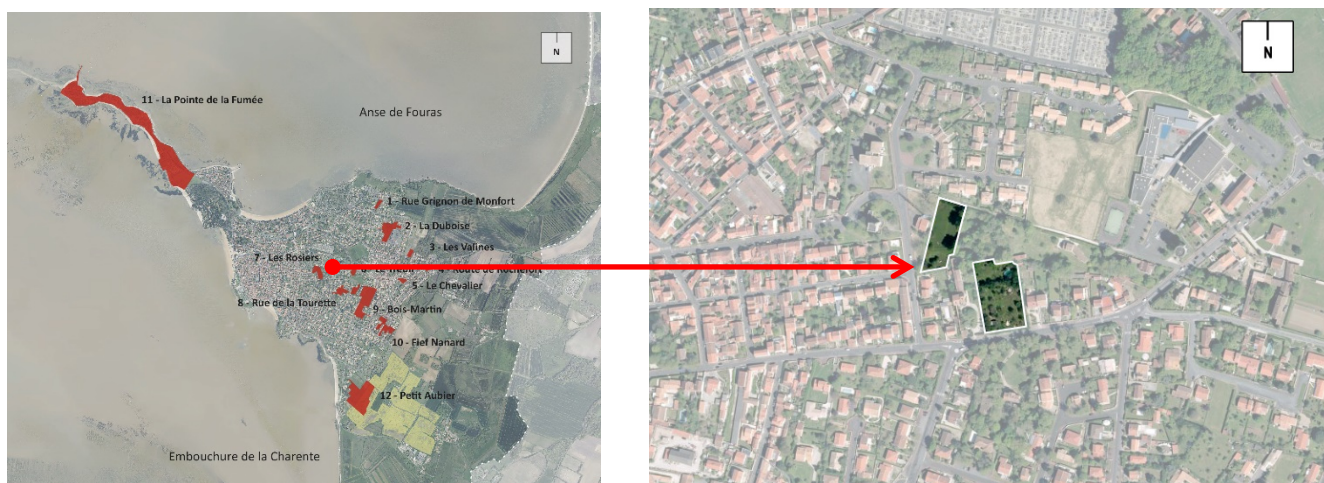 N
11 - La Pointe de la Fumée
Anse de Fouras
1 - Rue Grignon de Monfort
2 - La Duboise
3 - Les Valines
7 - Les Rosiers
4 - Route de Rochefort
5 - Le Chevalier
8 - Rue de la Tourette
9 - Bois-Martin
10 - Fief Nanard
12 - Petit Aubier
Embouchure de la Charente
N